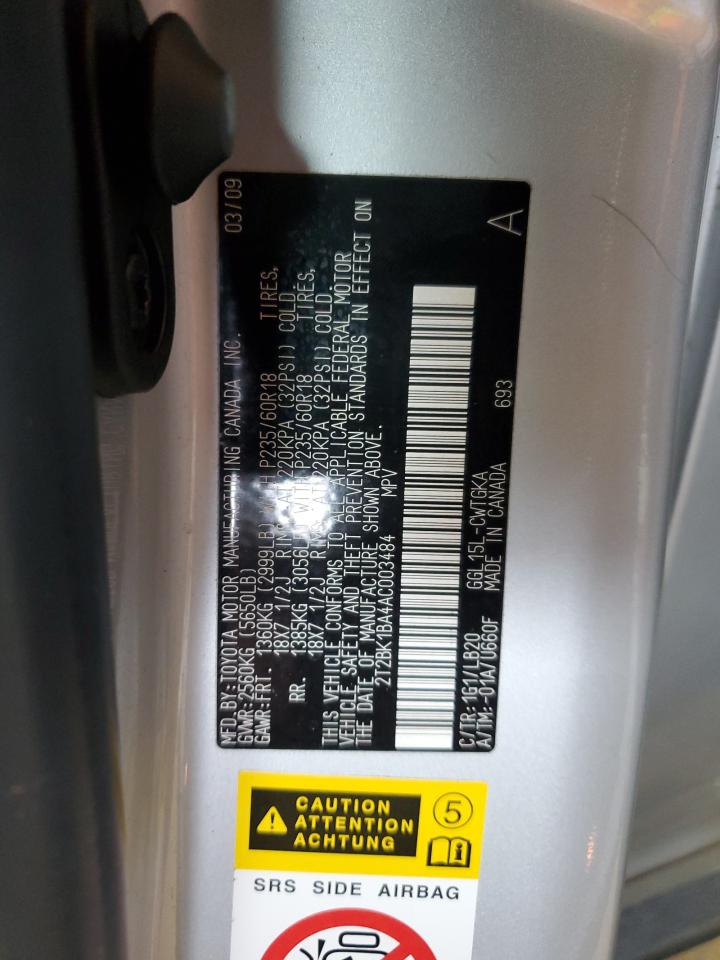 MFD. BY: TOYOTA MOTOR MANUFACTURING CANADA INC. 03/09
GVWR: 2560KG (5650LB)
GAWR: FRT. 1360KG (2999LB) WITH P235/60R18 TIRES,
18X7 1/2J RIMS, AT 220KPA (32PSI) COLD.
RR. 1385KG (3056LB) WITH P235/60R18 TIRES,
18X7 1/2J RIMS, AT 220KPA (32PSI) COLD.
THIS VEHICLE CONFORMS TO ALL APPLICABLE FEDERAL MOTOR
VEHICLE SAFETY AND THEFT PREVENTION STANDARDS IN EFFECT ON
THE DATE OF MANUFACTURE SHOWN ABOVE.
2T2BK1BA4AC003484 MPV
C/TR: 1G1/LB20 GGL15L-CWTGKA
A/TM: -01A/U660F MADE IN CANADA 693 A
CAUTION
ATTENTION
ACHTUNG
5
SRS SIDE AIRBAG